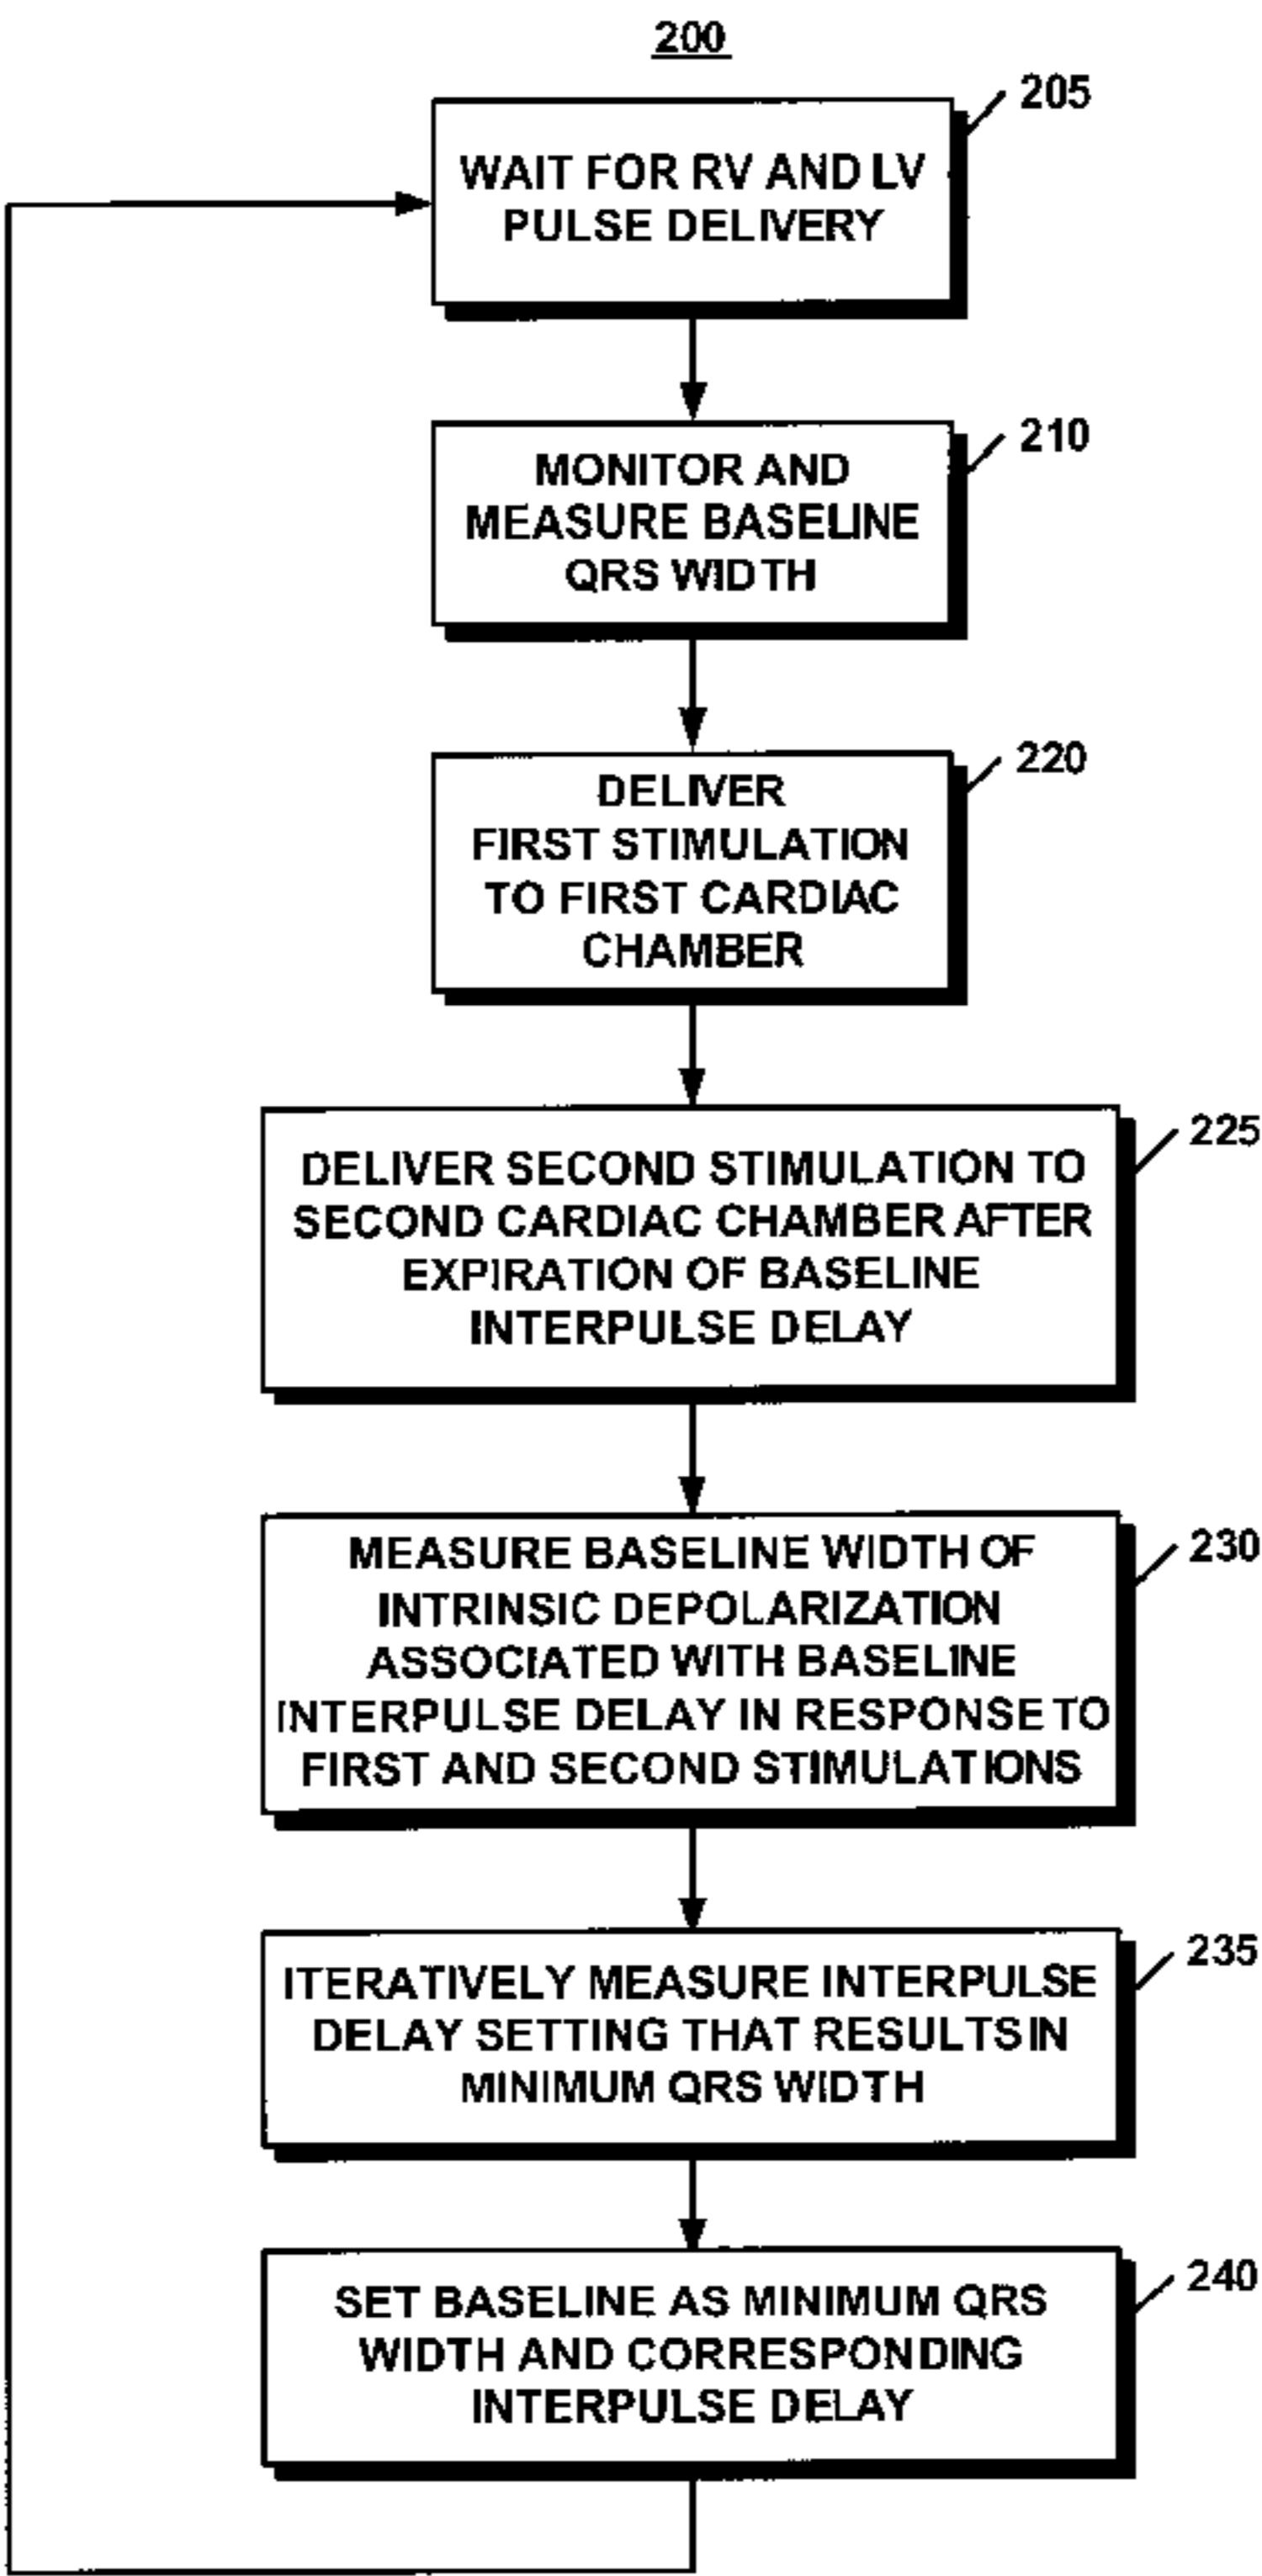 200
205
WAIT FOR RV AND LV
PULSE DELIVERY
210
MONITOR AND
MEASURE BASELINE
QRS WIDTH
220
DELIVER
FIRST STIMULATION
TO FIRST CARDIAC
CHAMBER
225
DELIVER SECOND STIMULATION TO
SECOND CARDIAC CHAMBER AFTER
EXPIRATION OF BASELINE
INTERPULSE DELAY
230
MEASURE BASELINE WIDTH OF
INTRINSIC DEPOLARIZATION
ASSOCIATED WITH BASELINE
INTERPULSE DELAY IN RESPONSE TO
FIRST AND SECOND STIMULATIONS
235
ITERATIVELY MEASURE INTERPULSE
DELAY SETTING THAT RESULTS IN
MINIMUM QRS WIDTH
240
SET BASELINE AS MINIMUM QRS
WIDTH AND CORRESPONDING
INTERPULSE DELAY